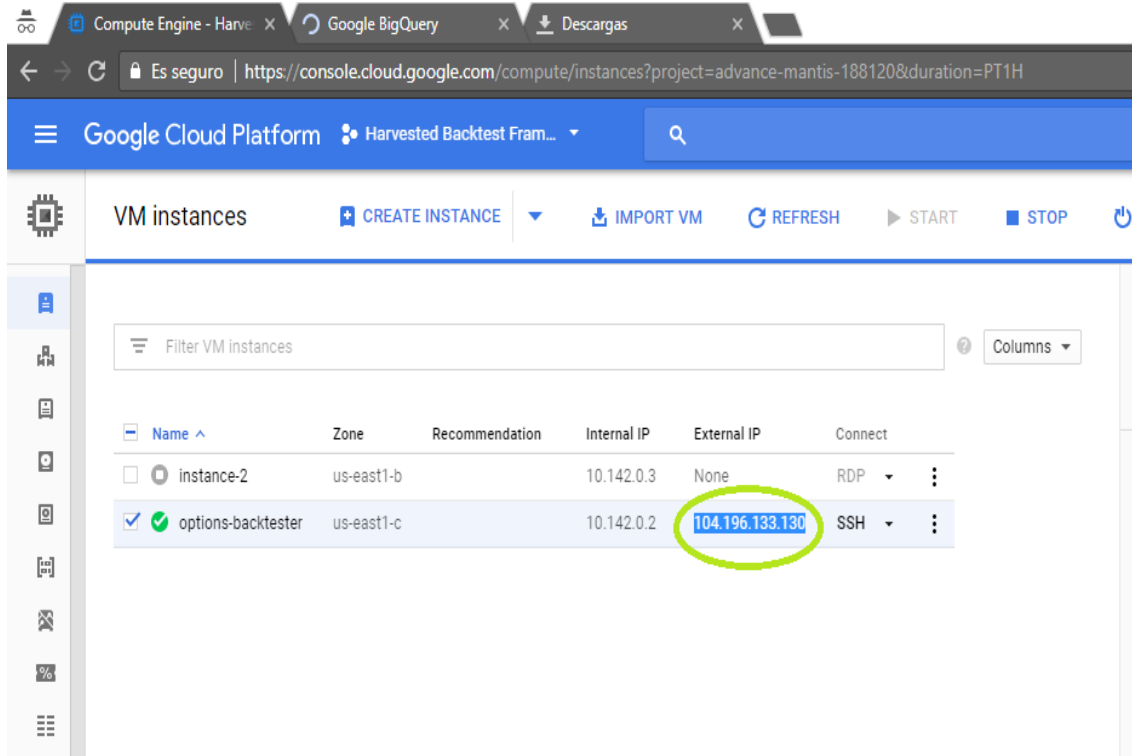 Compute Engine - Harve Google BigQuery Descargas
Es seguro https://console.cloud.google.com/compute/instances?project=advance-mantis-188120&duration=PT1H
Google Cloud Platform Harvested Backtest Fram...
VM instances CREATE INSTANCE IMPORT VM REFRESH START STOP
Filter VM instances Columns
Name Zone Recommendation Internal IP External IP Connect
instance-2 us-east1-b 10.142.0.3 None RDP
options-backtester us-east1-c 10.142.0.2 104.196.133.130 SSH